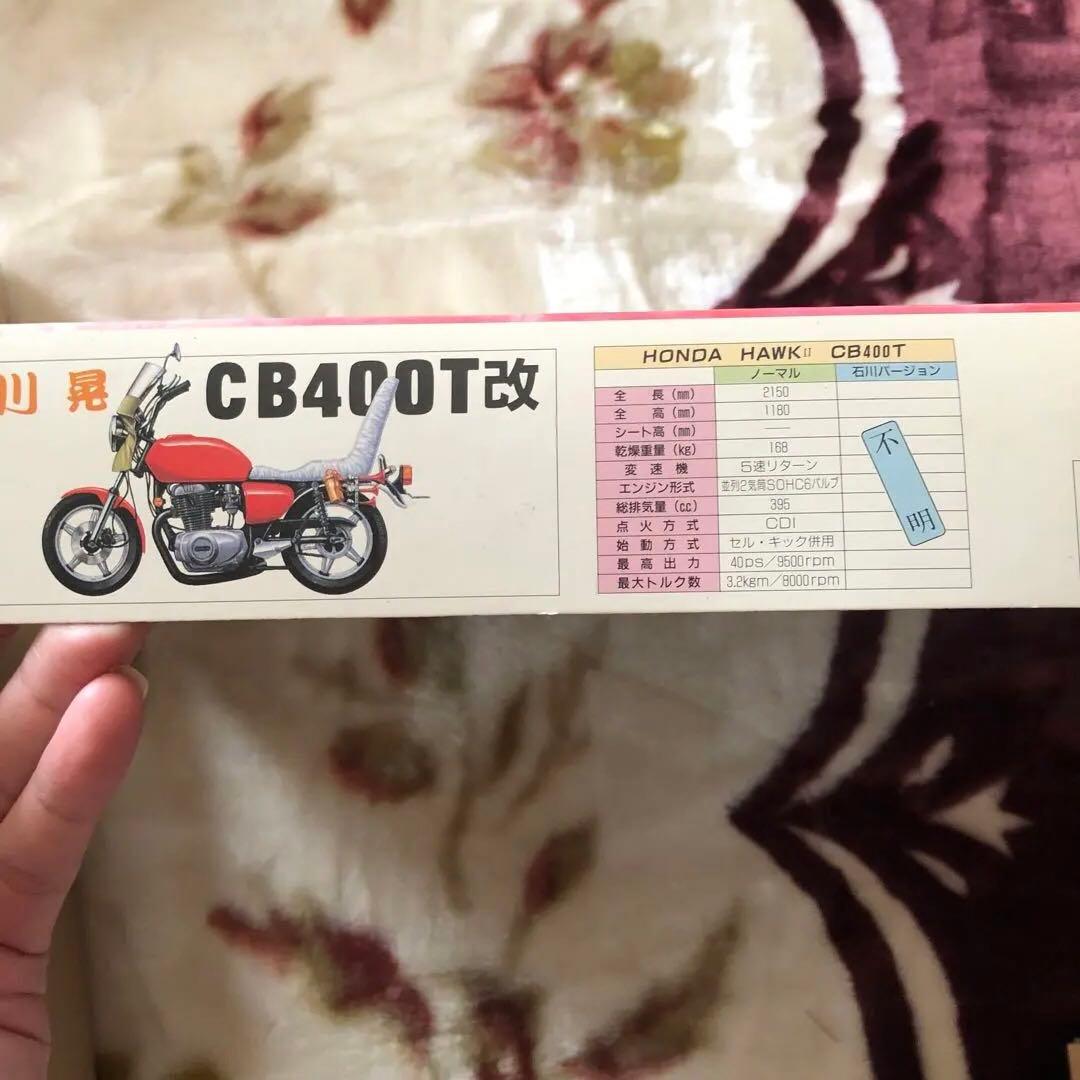 川 晃
CB400T改
HONDA HAWKⅡ CB400T
ノーマル 石川バージョン
全長(㎜) 2150
全高(㎜) 1180
シート高(㎜) ──
乾燥重量(㎏) 168
変速機 5速リターン
エンジン形式 並列2気筒SOHC6バルブ
総排気量(㏄) 395
点火方式 CDI
始動方式 セル・キック併用
最高出力 40ps/9500rpm
最大トルク数 3.2kgm/8000rpm
不明